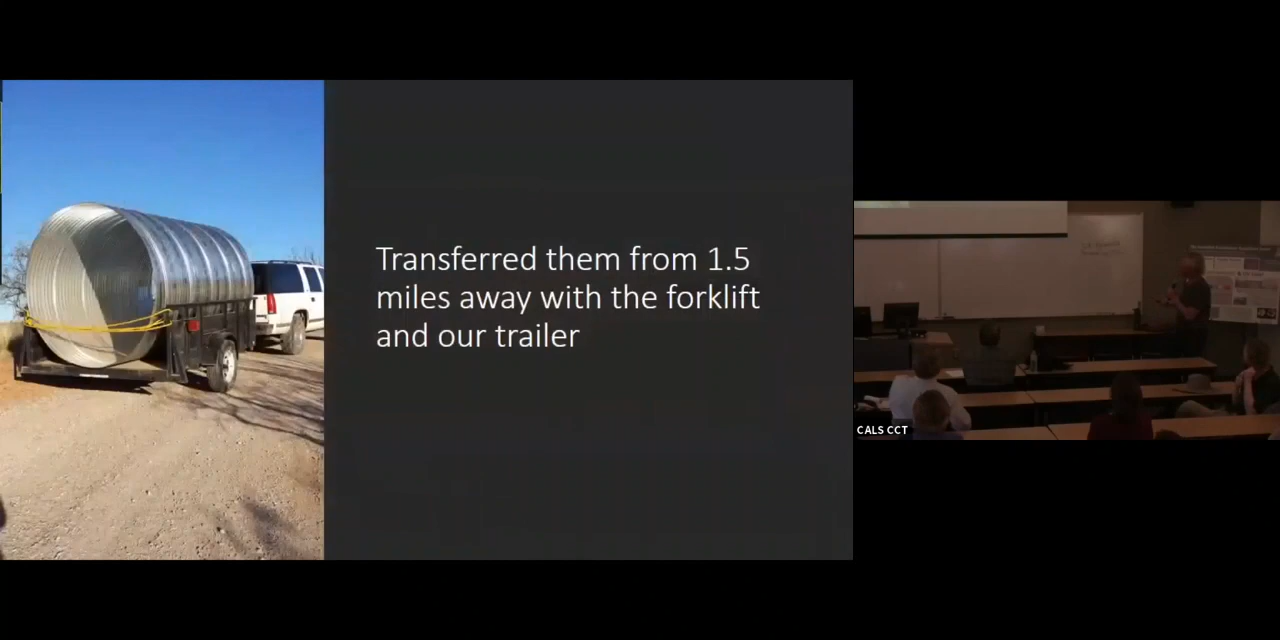 Transferred them from 1.5
miles away with the forklift
and our trailer
CALS CCT